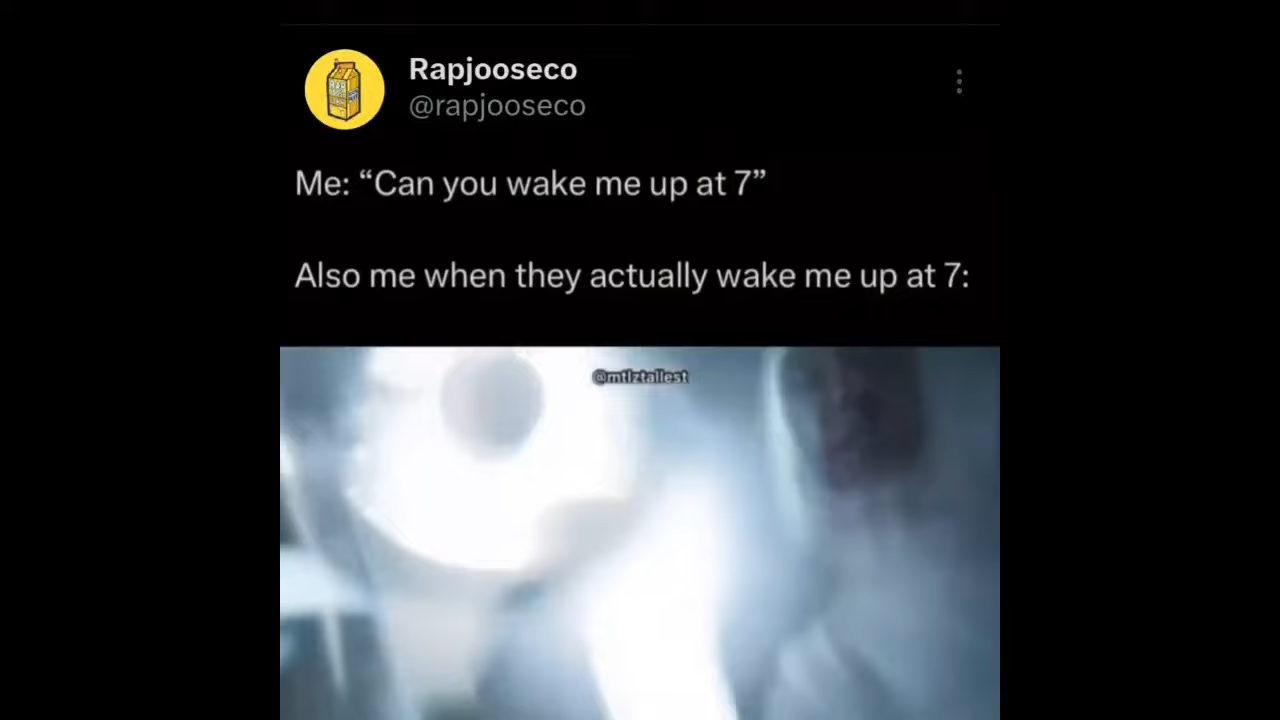 Rapjooseco
@rapjooseco
Me: “Can you wake me up at 7”
Also me when they actually wake me up at 7:
@mtlztallest